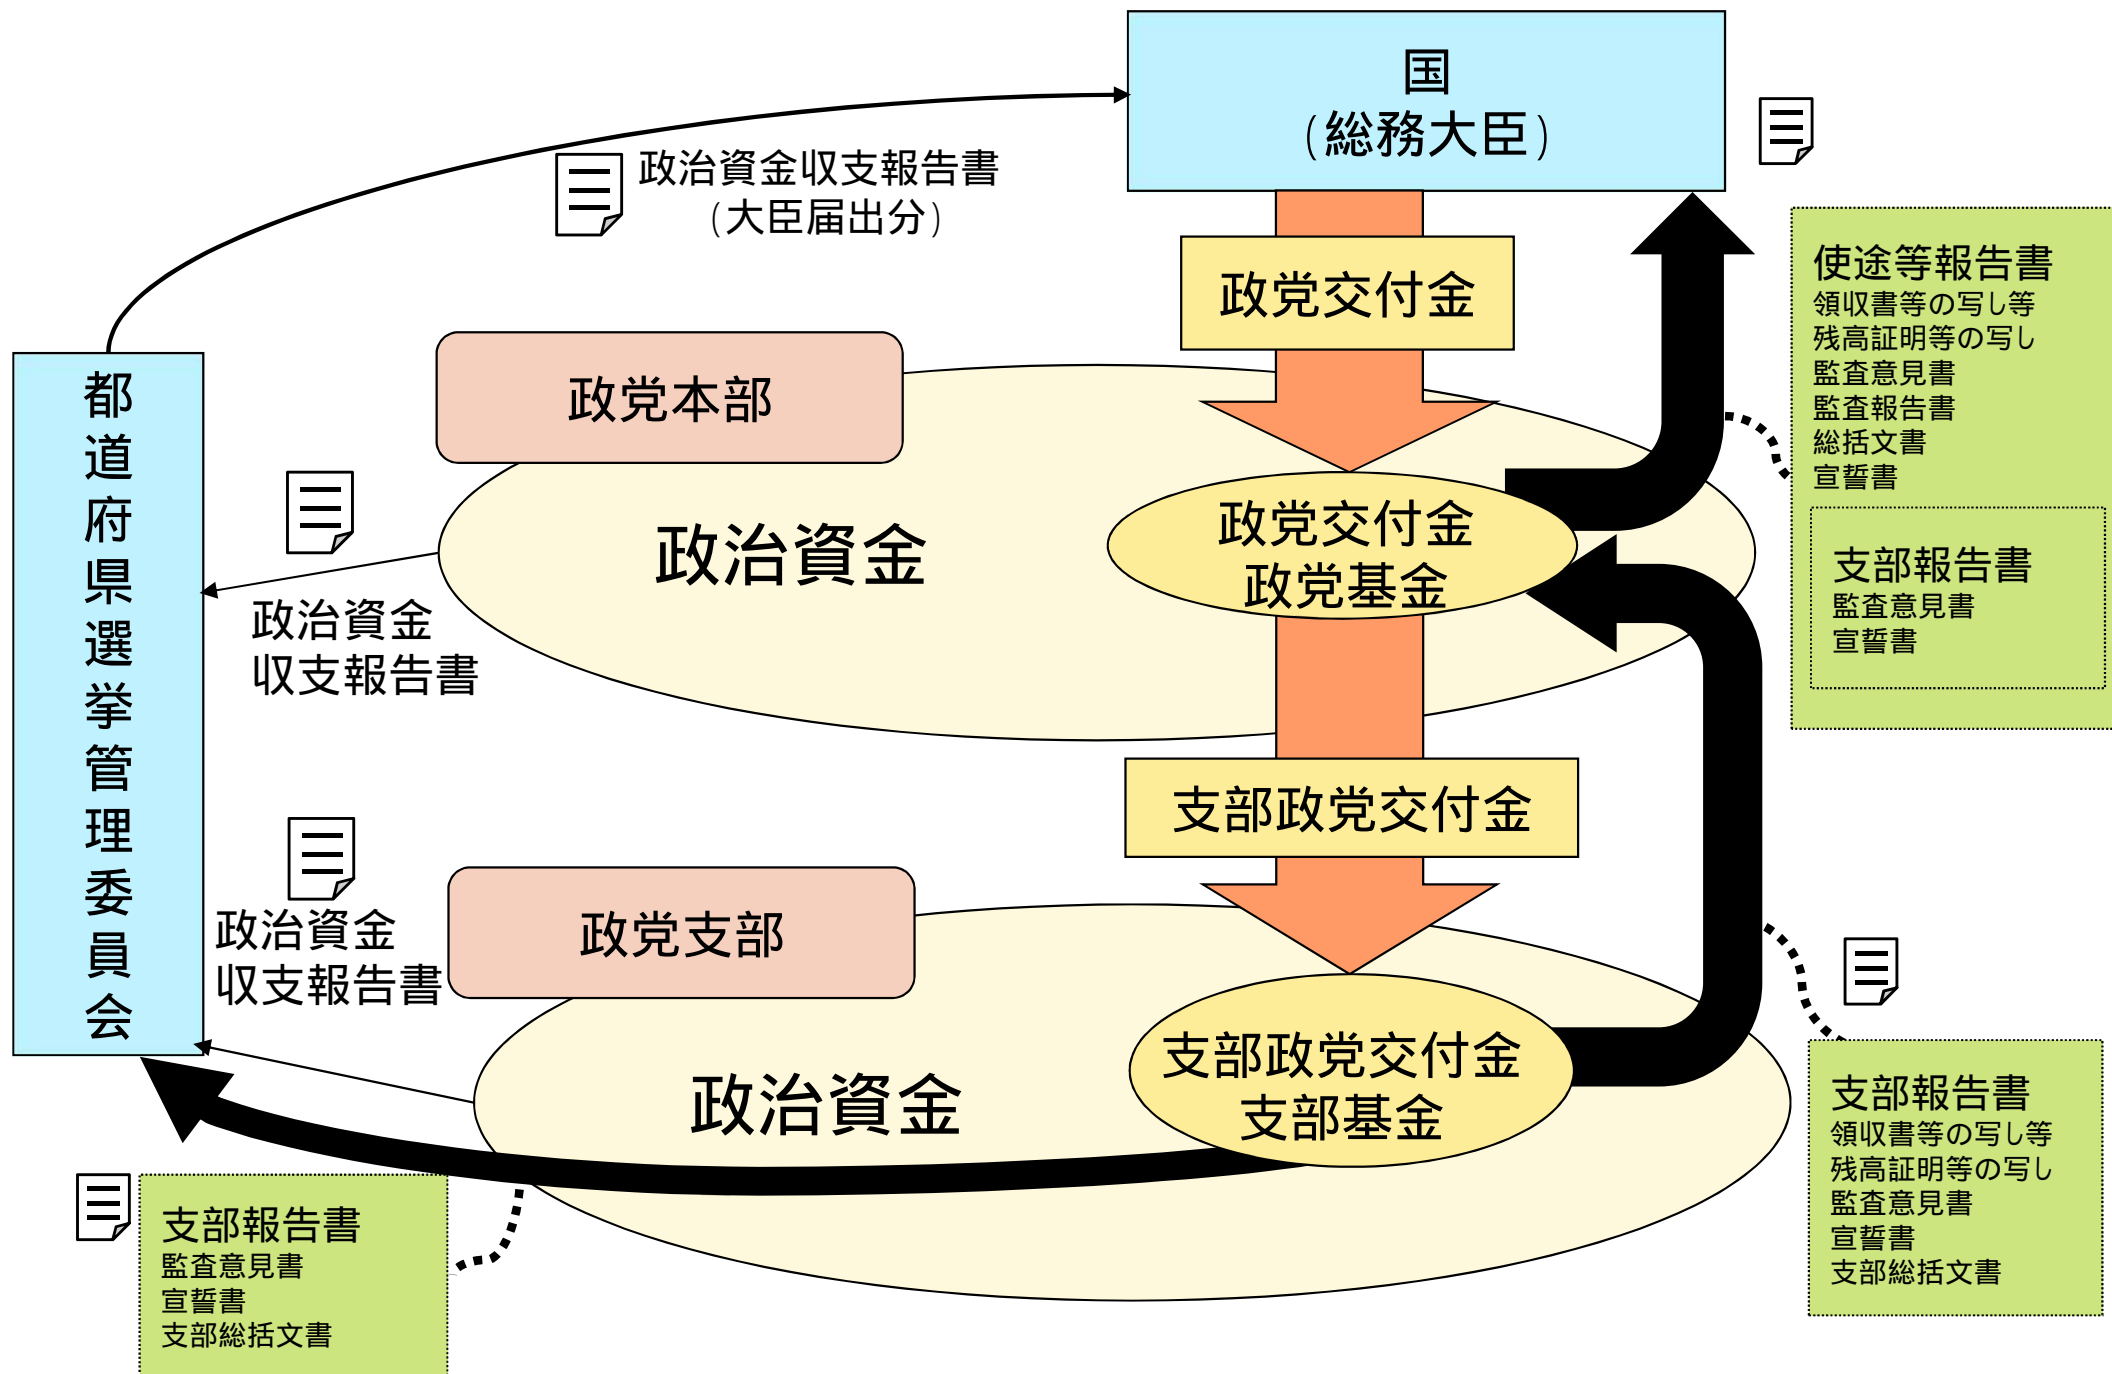 国
（総務大臣）
政治資金収支報告書
（大臣届出分）
政党交付金
使途等報告書
領収書等の写し等
残高証明等の写し
監査意見書
監査報告書
総括文書
宣誓書
支部報告書
監査意見書
宣誓書
都道府県選挙管理委員会
政党本部
政治資金
政党交付金
政党基金
政治資金
収支報告書
支部政党交付金
政党支部
政治資金
収支報告書
政治資金
支部政党交付金
支部基金
支部報告書
領収書等の写し等
残高証明等の写し
監査意見書
宣誓書
支部総括文書
支部報告書
監査意見書
宣誓書
支部総括文書